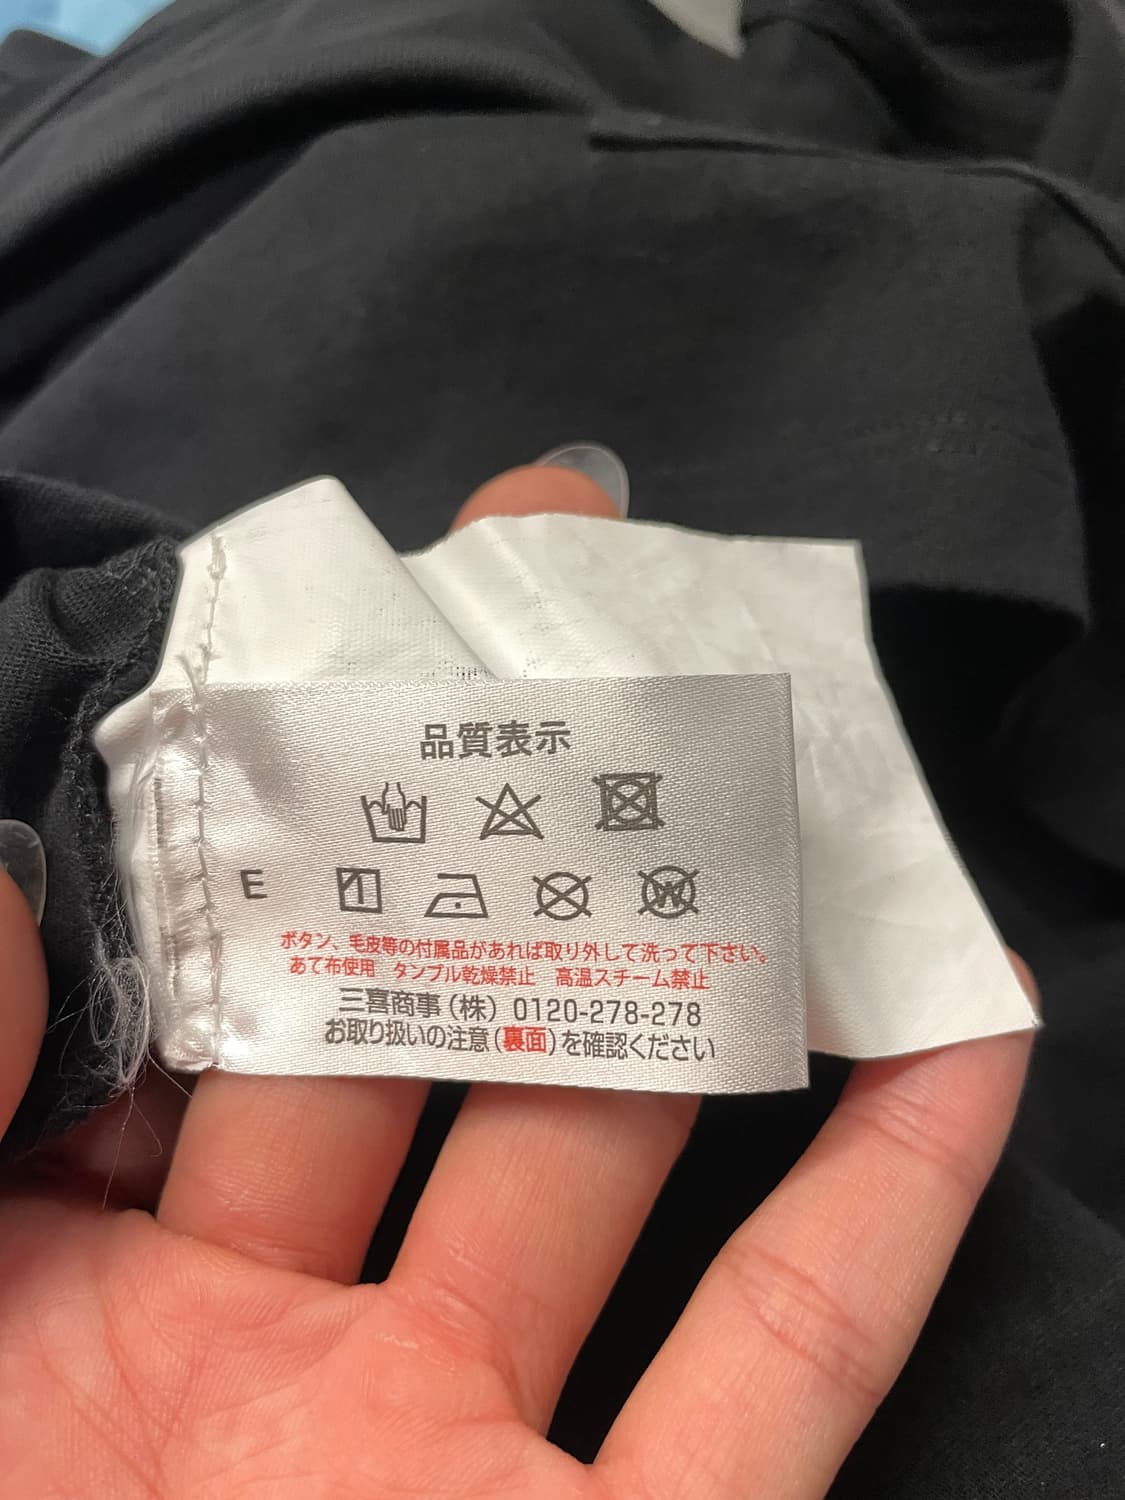 品質表示
E
W
ボタン、毛皮等の付属品があれば取り外して洗って下さい。
あて布使用　タンブル乾燥禁止　高温スチーム禁止
三喜商事（株）0120-278-278
お取り扱いの注意（裏面）を確認ください